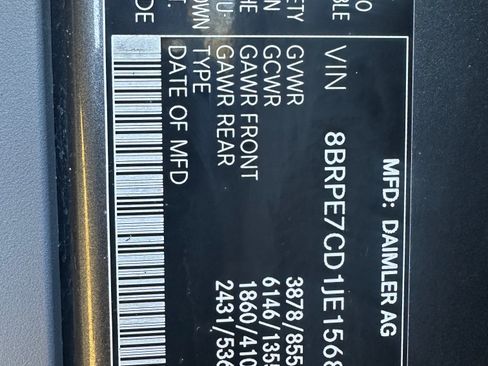 MFD: DAIMLER AG
VIN 8BRPE7CD1JE1568
GVWR 3878/855
GCWR 6146/1355
GAWR FRONT 1860/410
GAWR REAR 2431/536
TYPE
DATE OF MFD